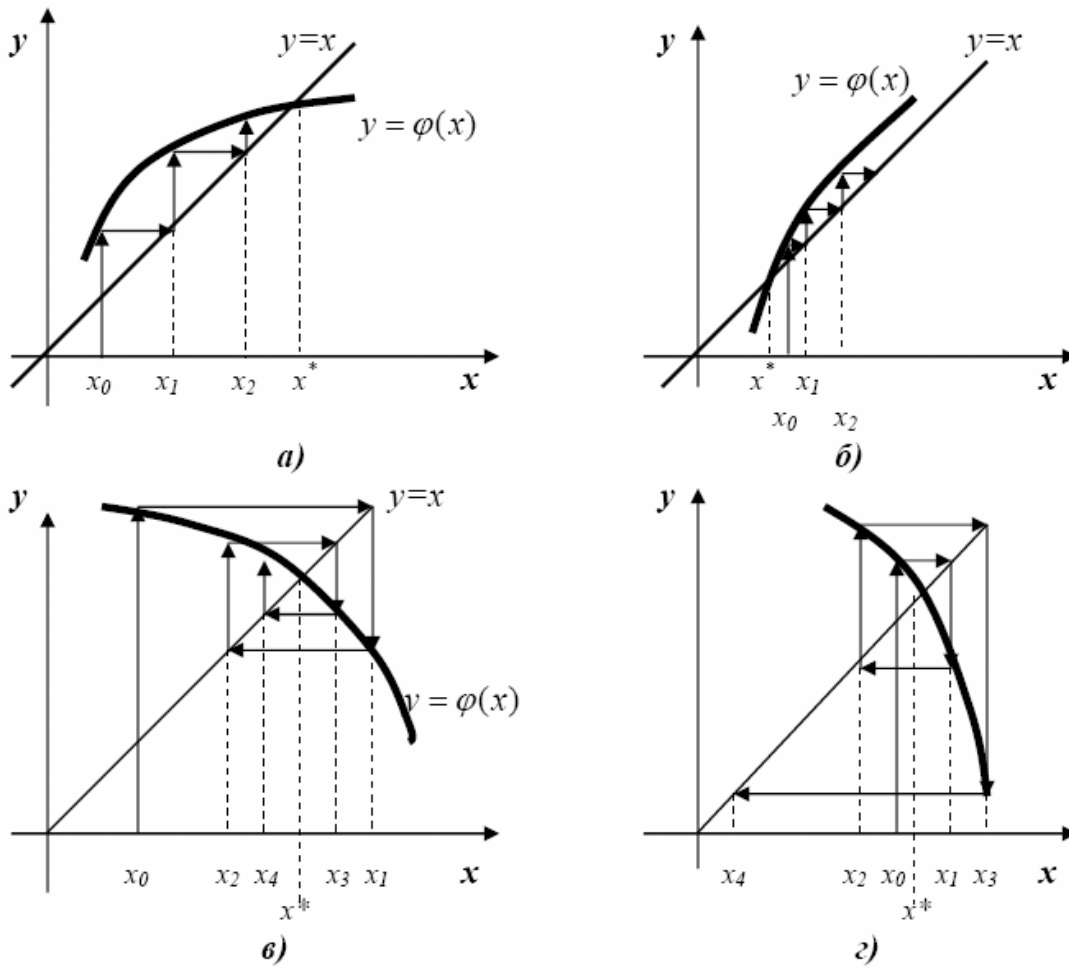 y
y=x
y = φ(x)
x₀ x₁ x₂ x* x
а)
y
y=x
y = φ(x)
x* x₁ x
x₀ x₂
б)
y
y=x
y = φ(x)
x₀ x₂ x₄ x₃ x₁ x
x*
в)
y
x₄ x₂ x₀ x₁ x₃ x
x*
г)